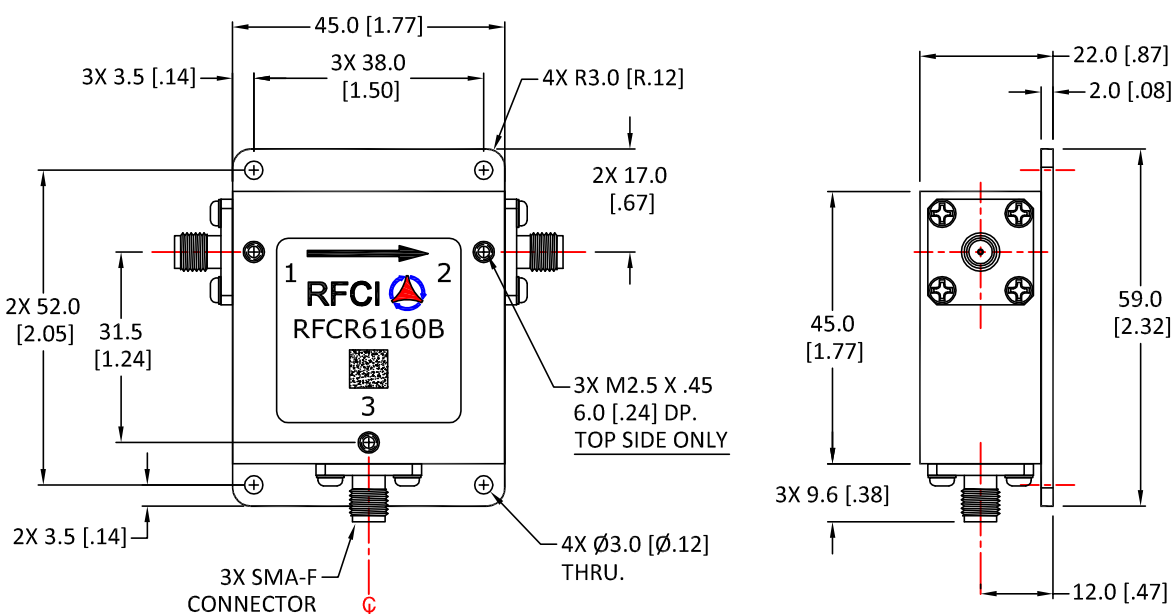 45.0 [1.77]
3X 3.5 [.14]
3X 38.0
[1.50]
4X R3.0 [R.12]
2X 17.0
[.67]
22.0 [.87]
2.0 [.08]
1
2
RFCI
RFCR6160B
3
2X 52.0
[2.05]
31.5
[1.24]
3X M2.5 X .45
6.0 [.24] DP.
TOP SIDE ONLY
2X 3.5 [.14]
3X SMA-F
CONNECTOR
℄
4X Ø3.0 [Ø.12]
THRU.
45.0
[1.77]
59.0
[2.32]
3X 9.6 [.38]
12.0 [.47]